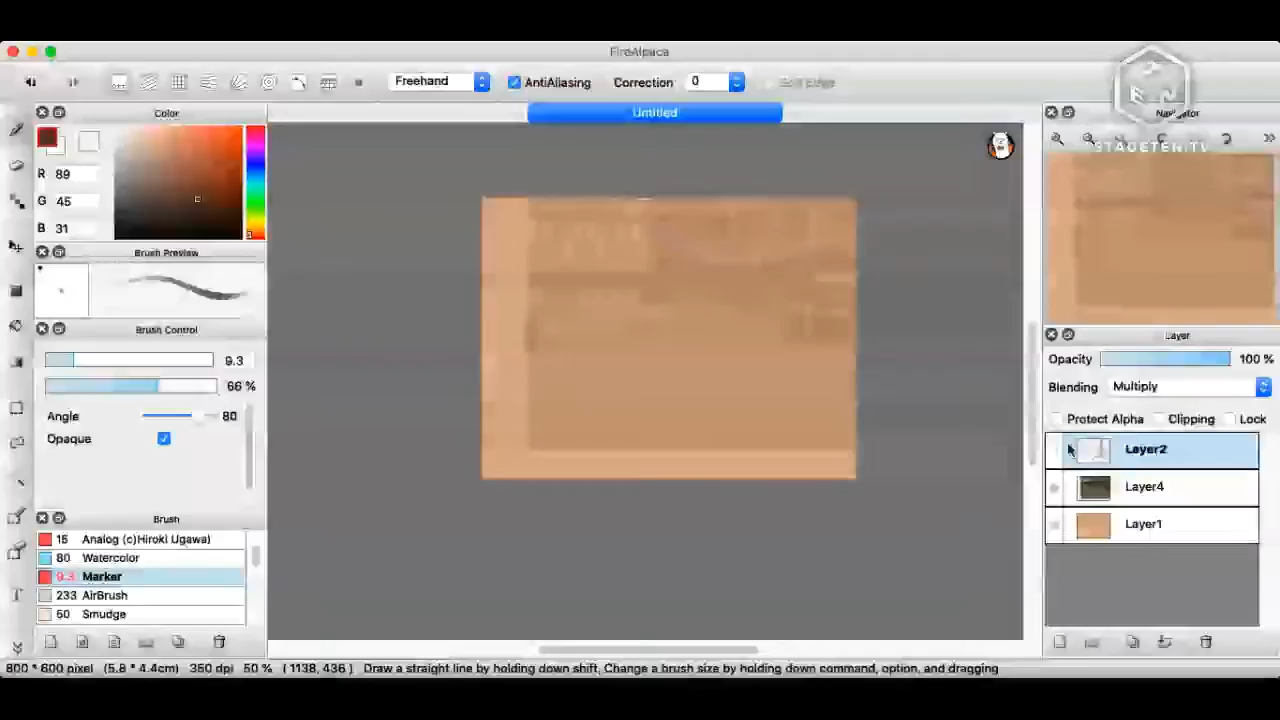 FireAlpaca
Freehand
AntiAliasing
Correction
0
Soft Edge
Color
Untitled
Navigator
STAGETEN.TV
R 89
G 45
B 31
Brush Preview
Brush Control
9.3
66 %
Angle 80
Opaque
Brush
15 Analog (c)Hiroki Ugawa)
80 Watercolor
9.3 Marker
233 AirBrush
50 Smudge
Layer
Opacity 100 %
Blending Multiply
Protect Alpha Clipping Lock
Layer2
Layer4
Layer1
800 * 600 pixel (5.8 * 4.4cm) 350 dpi 50 % ( 1138, 436 ) Draw a straight line by holding down shift, Change a brush size by holding down command, option, and dragging